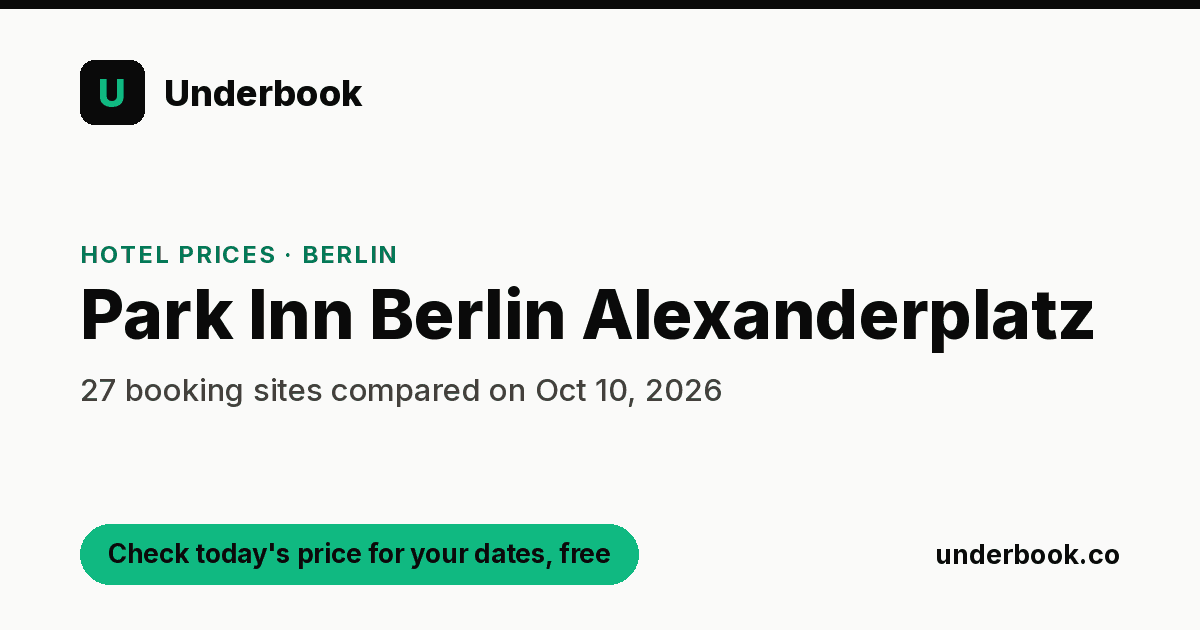 U Underbook
HOTEL PRICES · BERLIN
Park Inn Berlin Alexanderplatz
27 booking sites compared on Oct 10, 2026
Check today's price for your dates, free
underbook.co